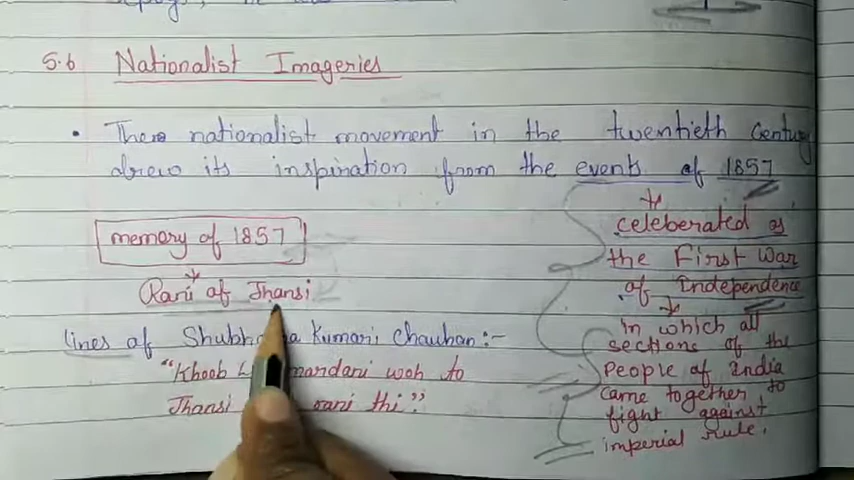 5.6 Nationalist Imageries
• There nationalist movement in the twentieth Century
drew its inspiration from the events of 1857
memory of 1857
Rani of Jhansi
lines of Kumari Chauhan :-
"Khoob mardani woh to
Jhansi rani thi"
celeberated as
the First War
of Independence
in which all
sections of the
People of India
came together to
fight against
imperial rule.